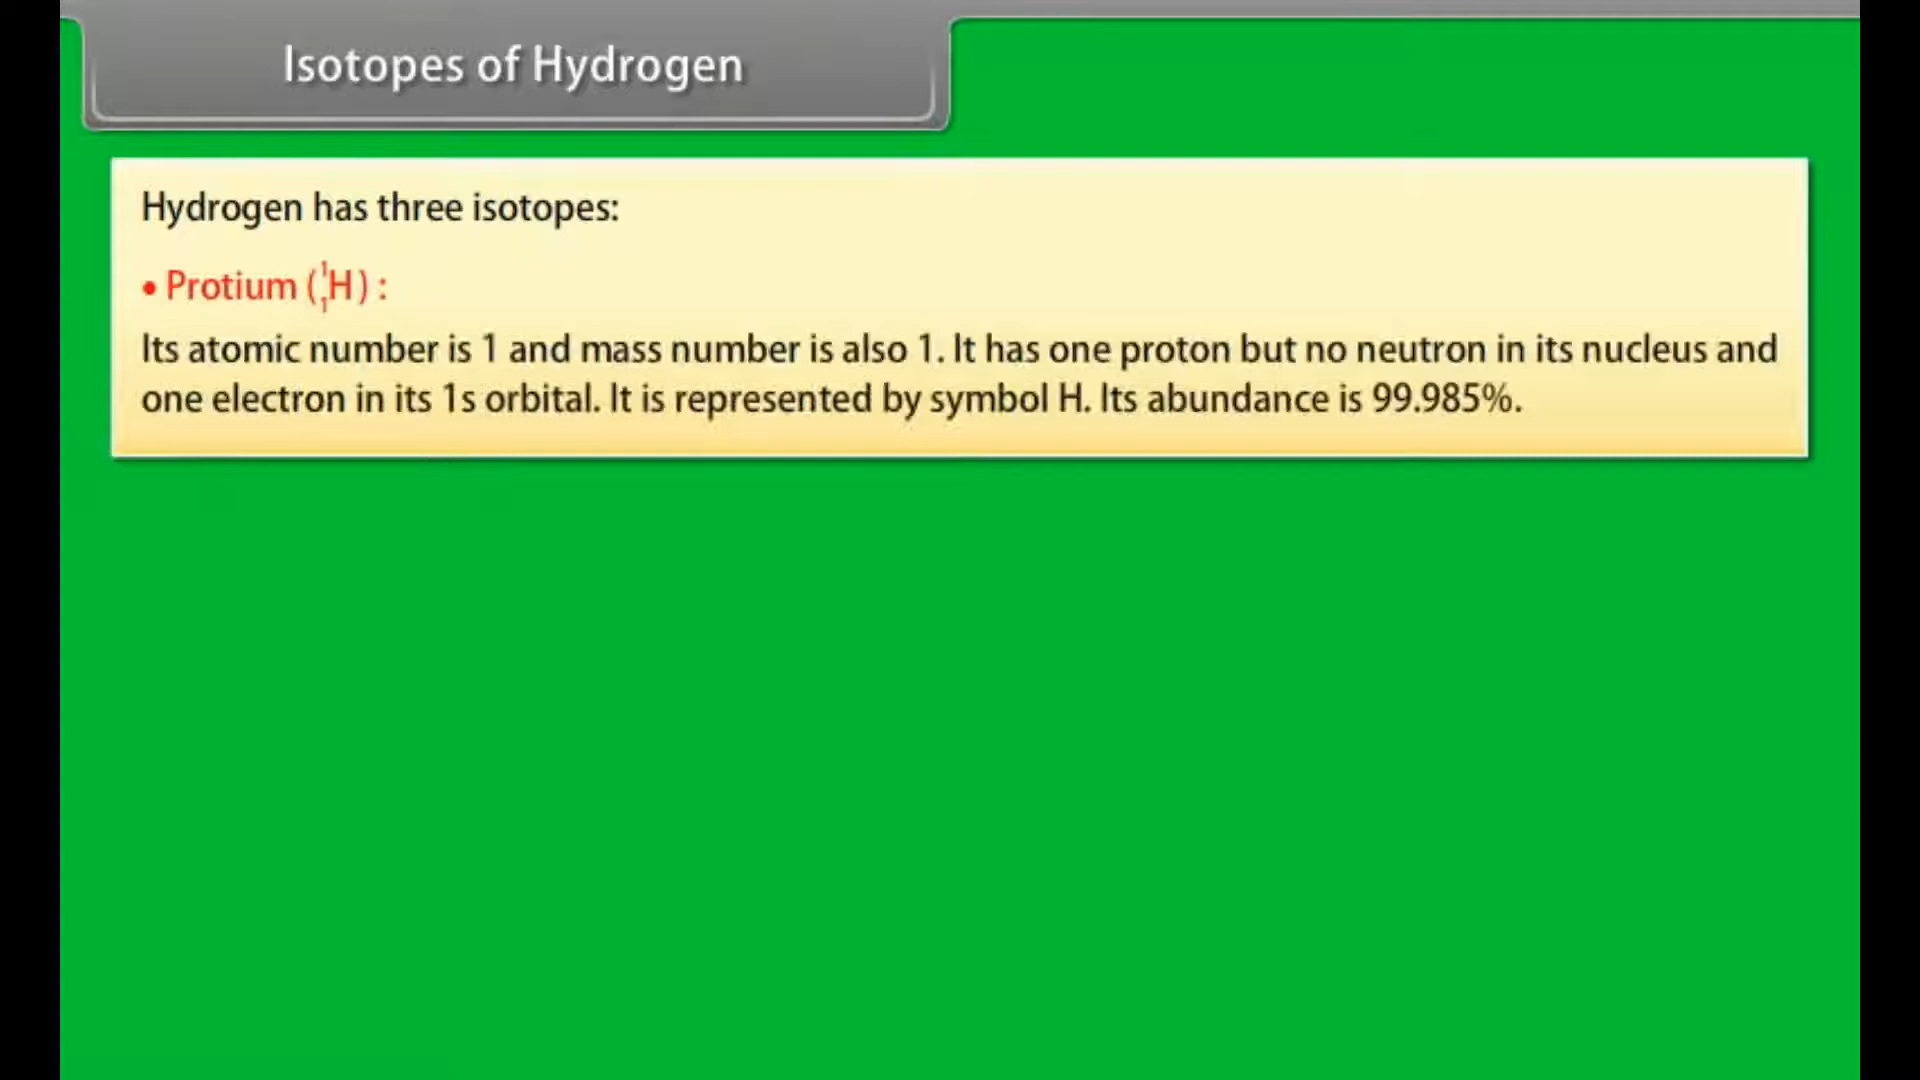 Isotopes of Hydrogen
Hydrogen has three isotopes:
• Protium (¹₁H) :
Its atomic number is 1 and mass number is also 1. It has one proton but no neutron in its nucleus and
one electron in its 1s orbital. It is represented by symbol H. Its abundance is 99.985%.